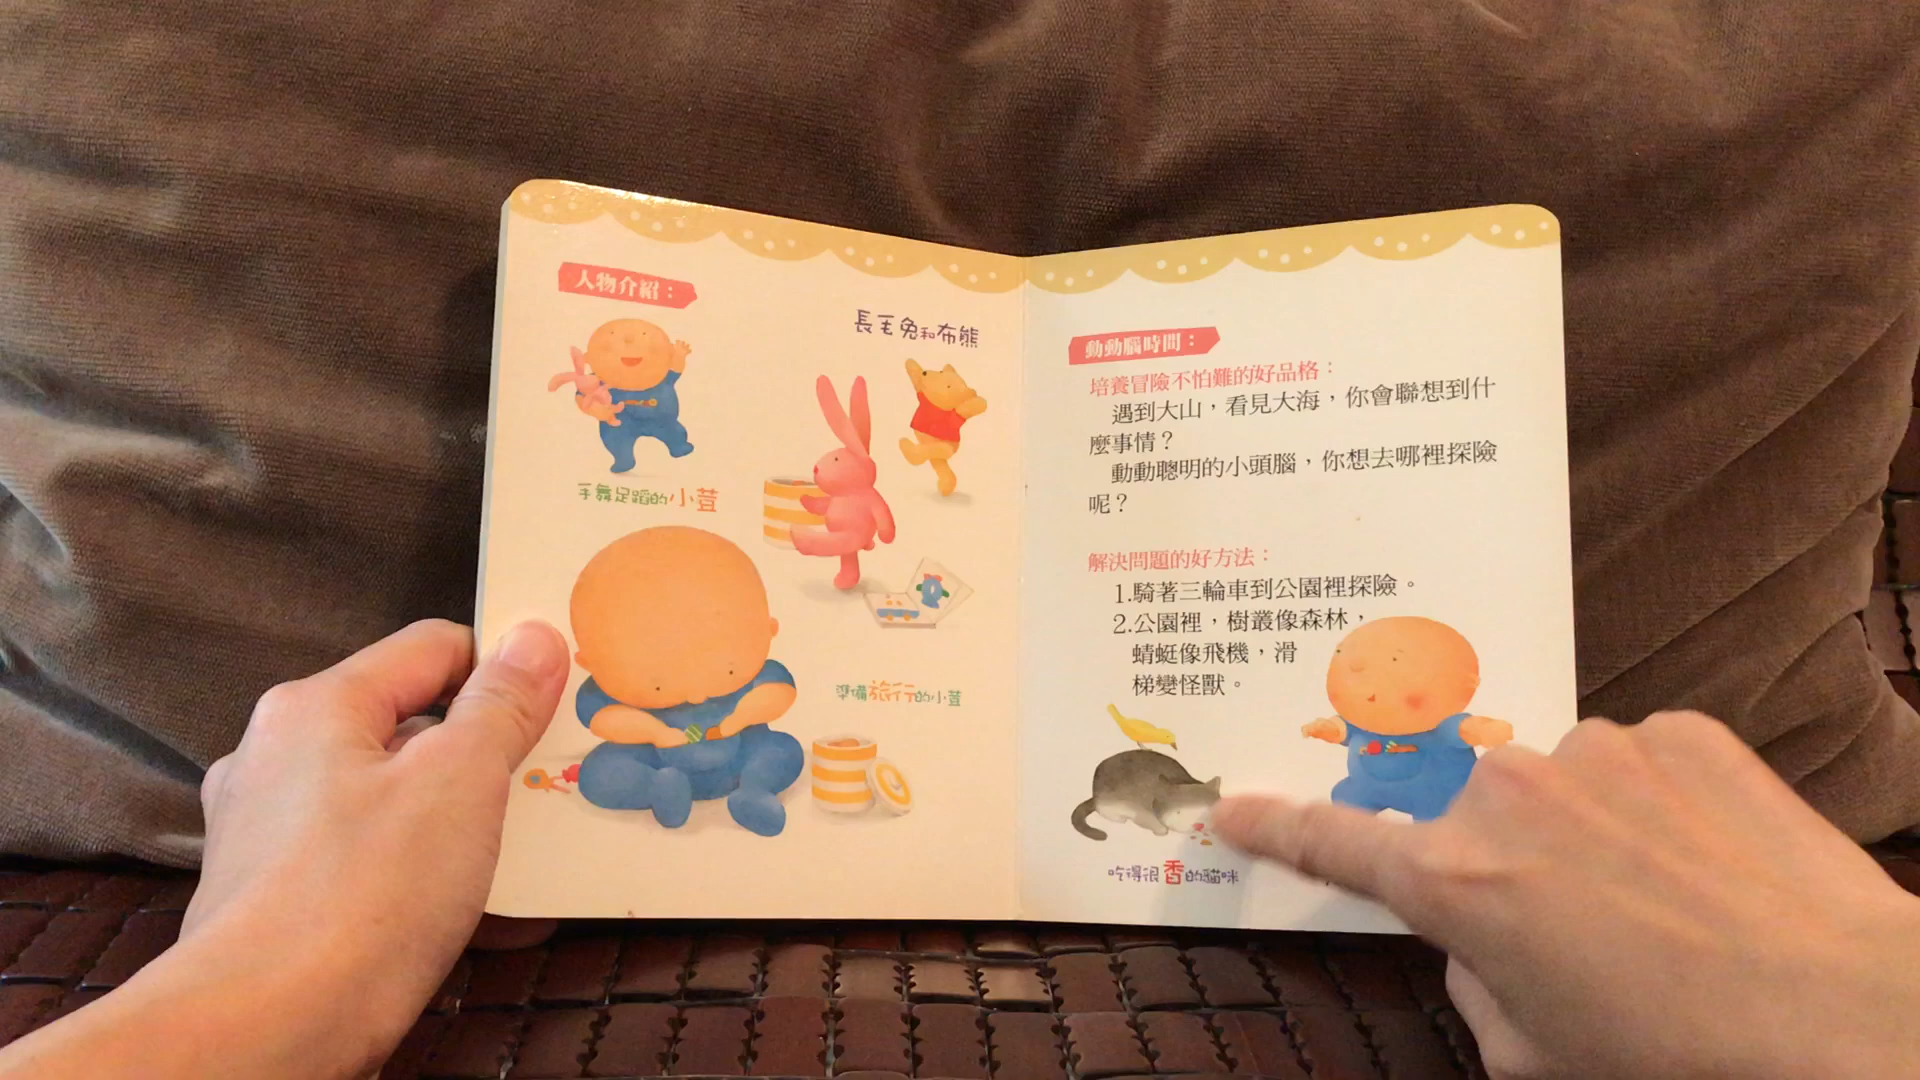 人物介紹：
長毛兔和布熊
手舞足蹈的小荳
準備旅行的小荳
動動腦時間：
培養冒險不怕難的好品格：
遇到大山，看見大海，你會聯想到什
麼事情？
動動聰明的小頭腦，你想去哪裡探險
呢？
解決問題的好方法：
1.騎著三輪車到公園裡探險。
2.公園裡，樹叢像森林，
蜻蜓像飛機，滑
梯變怪獸。
吃得很香的貓咪